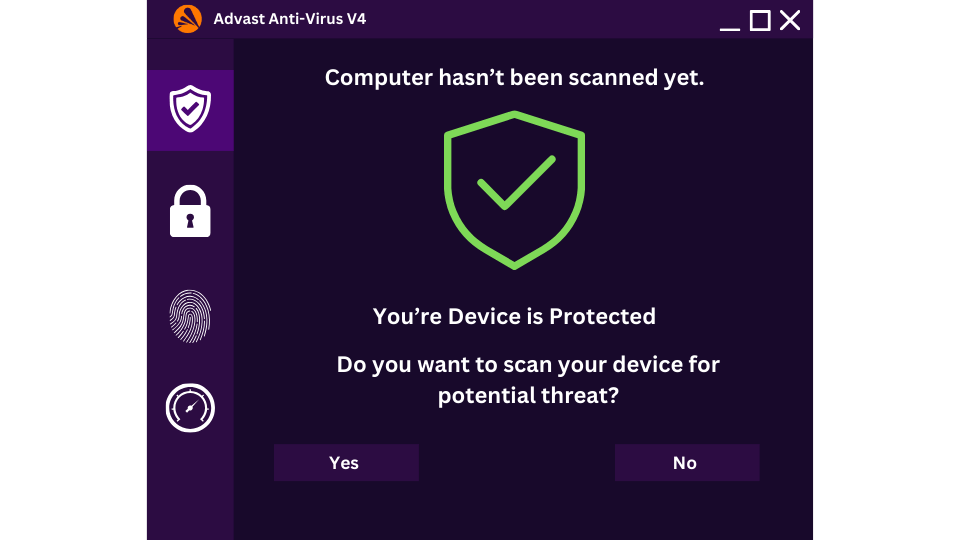 Advast Anti-Virus V4
Computer hasn’t been scanned yet.
You’re Device is Protected
Do you want to scan your device for
potential threat?
Yes
No